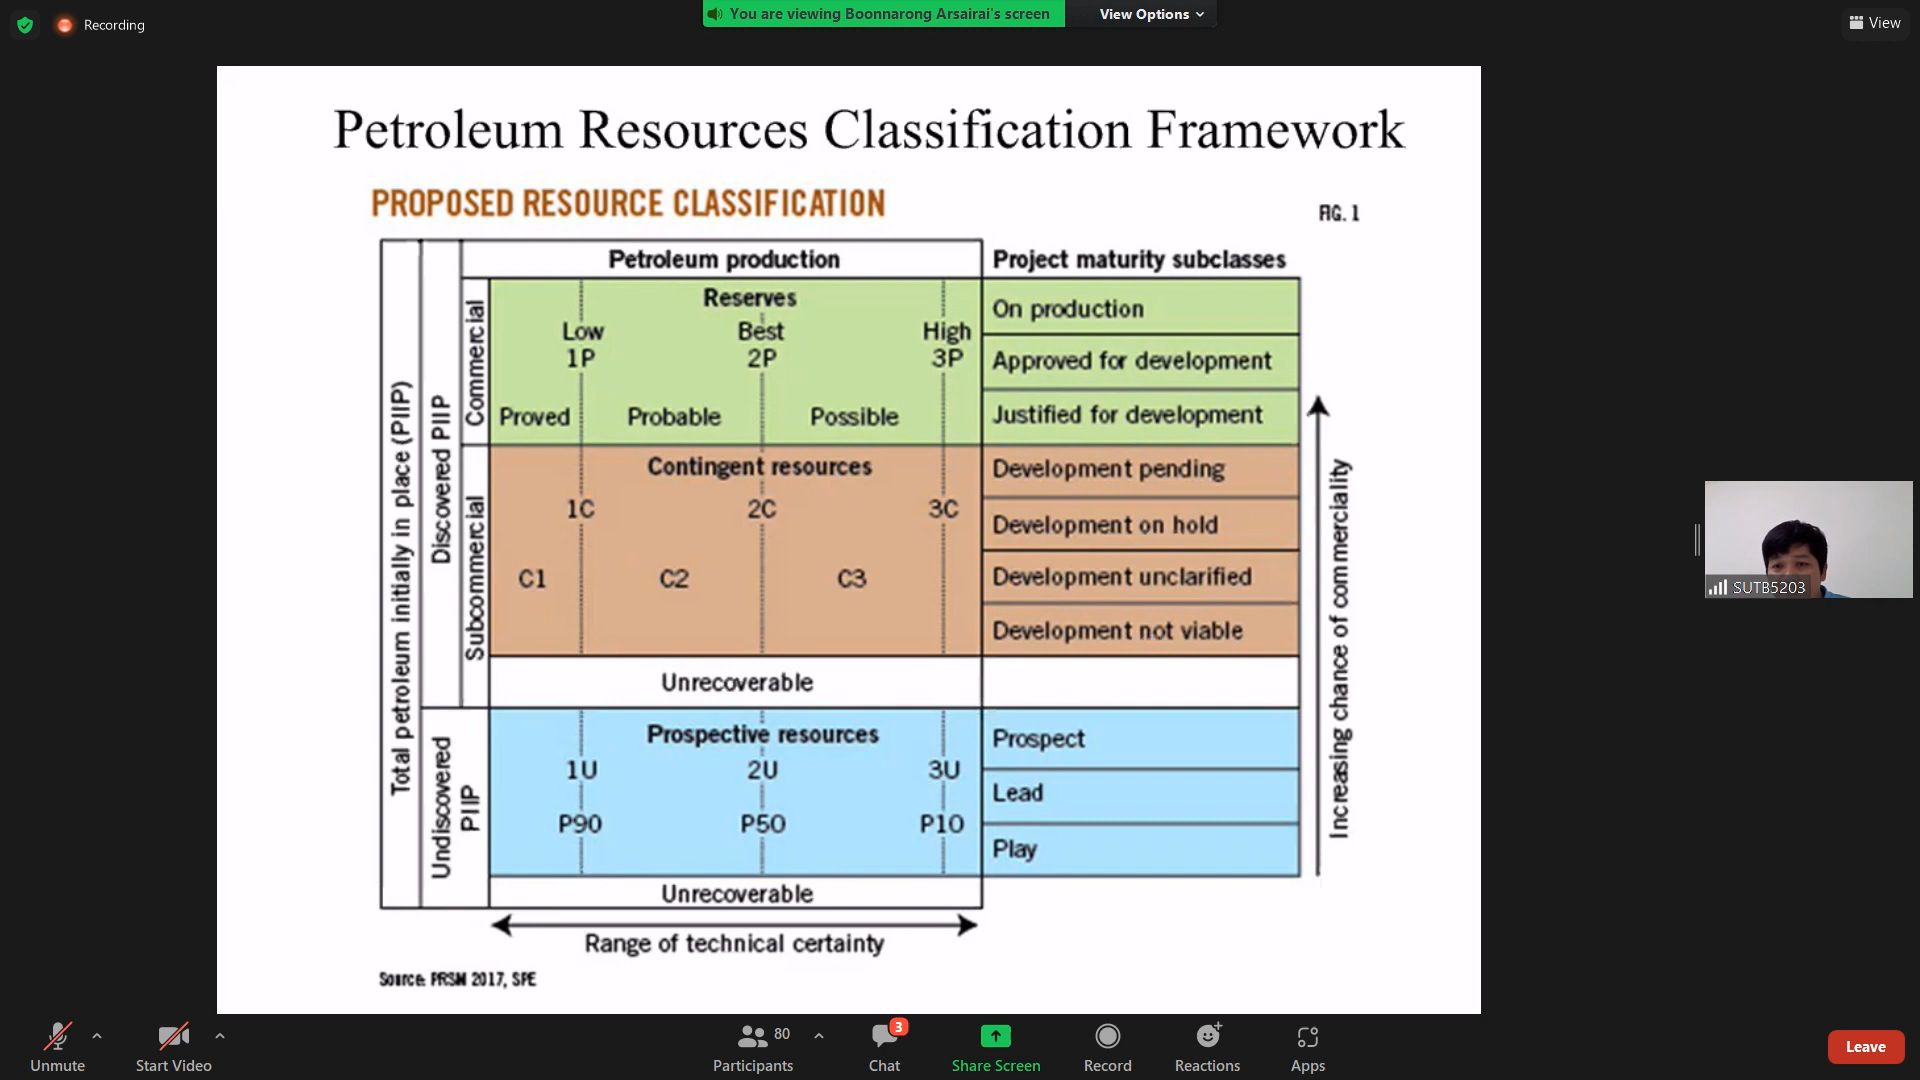 Recording
You are viewing Boonnarong Arsairai's screen
View Options
View
Petroleum Resources Classification Framework
PROPOSED RESOURCE CLASSIFICATION
FIG. 1
Total petroleum initially in place (PIIP)
Discovered PIIP
Undiscovered
PIIP
Commercial
Subcommercial
Petroleum production
Project maturity subclasses
Reserves
Low
Best
High
1P
2P
3P
Proved
Probable
Possible
On production
Approved for development
Justified for development
Contingent resources
1C
2C
3C
C1
C2
C3
Development pending
Development on hold
Development unclarified
Development not viable
Unrecoverable
Prospective resources
1U
2U
3U
P90
P50
P10
Prospect
Lead
Play
Unrecoverable
Increasing chance of commerciality
Range of technical certainty
Source: PRSM 2017, SPE
SUTB5203
Unmute
Start Video
80
Participants
3
Chat
Share Screen
Record
Reactions
Apps
Leave